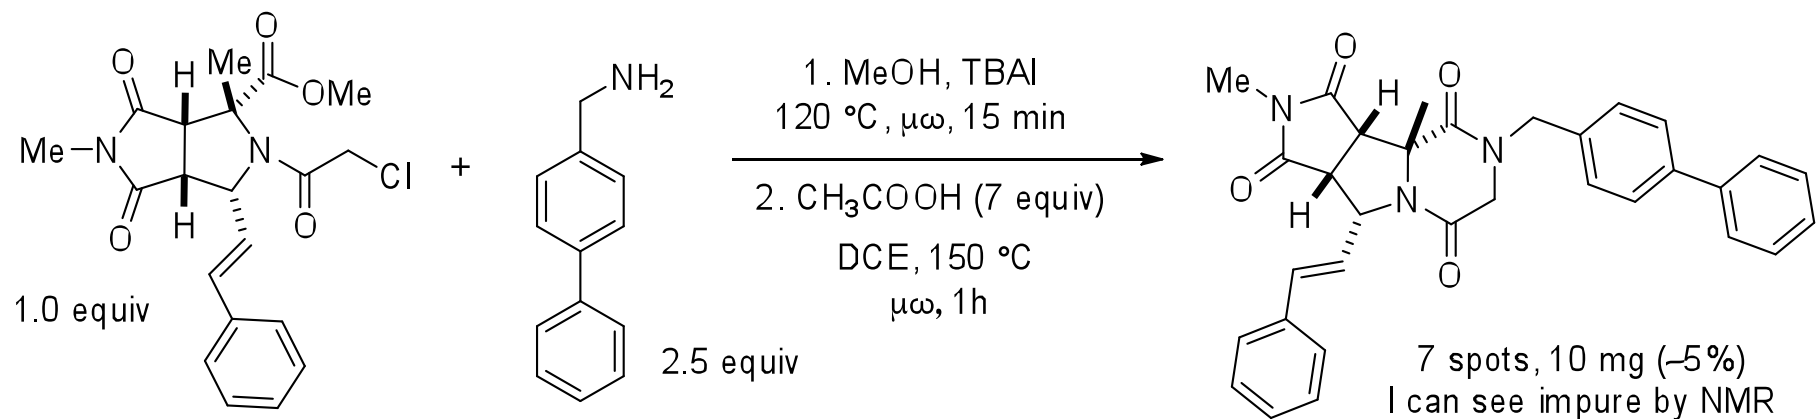 O
O
H
Me
O
OMe
Me
N
N
Cl
O
H
O
1.0 equiv
+
NH₂
2.5 equiv
1. MeOH, TBAI
120 °C, μω, 15 min
2. CH₃COOH (7 equiv)
DCE, 150 °C
μω, 1h
Me
O
N
H
O
N
O
H
N
O
7 spots, 10 mg (~5%)
I can see impure by NMR